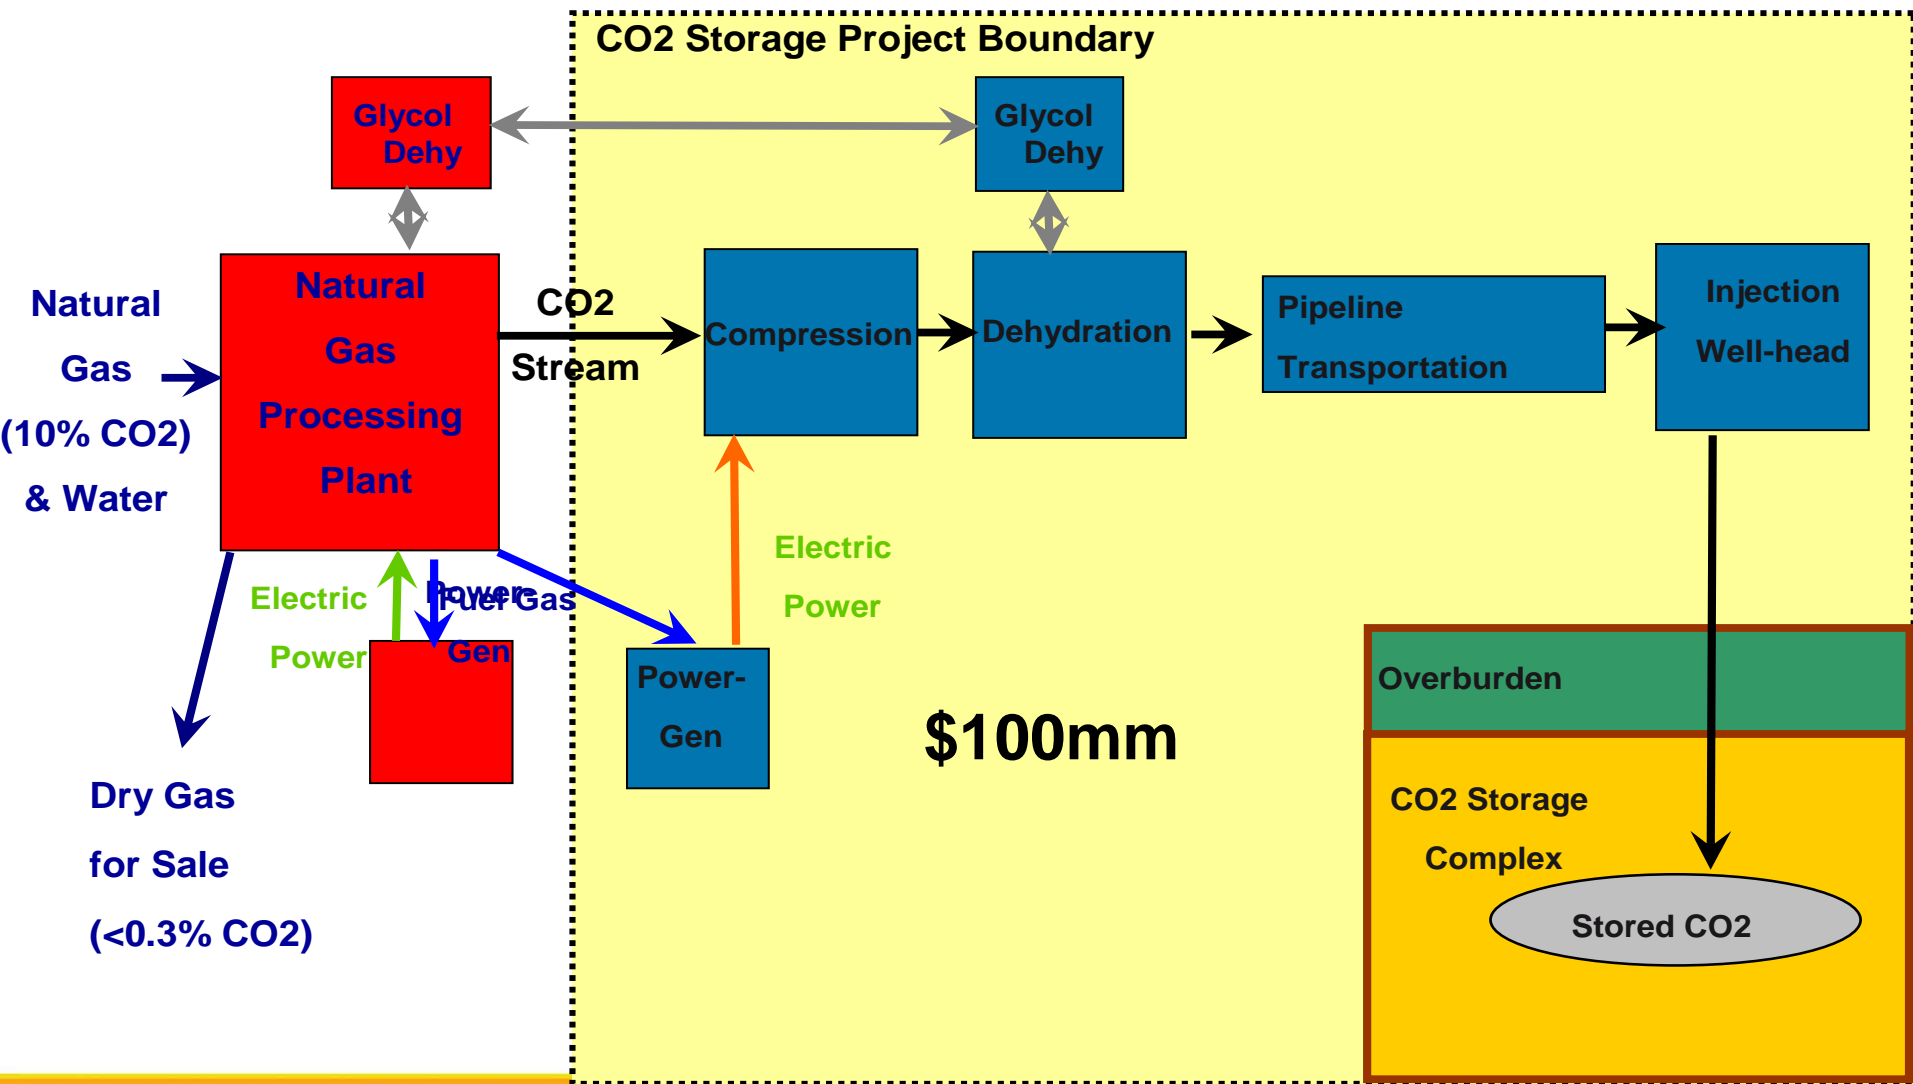 CO2 Storage Project Boundary
Glycol
Dehy
Glycol
Dehy
Natural
Gas
(10% CO2)
& Water
Natural
Gas
Processing
Plant
CO2
Stream
Compression
Dehydration
Pipeline
Transportation
Injection
Well-head
Electric
Power
Power-
Gen
Fuel Gas
Electric
Power
Power-
Gen
$100mm
Overburden
CO2 Storage
Complex
Stored CO2
Dry Gas
for Sale
(<0.3% CO2)